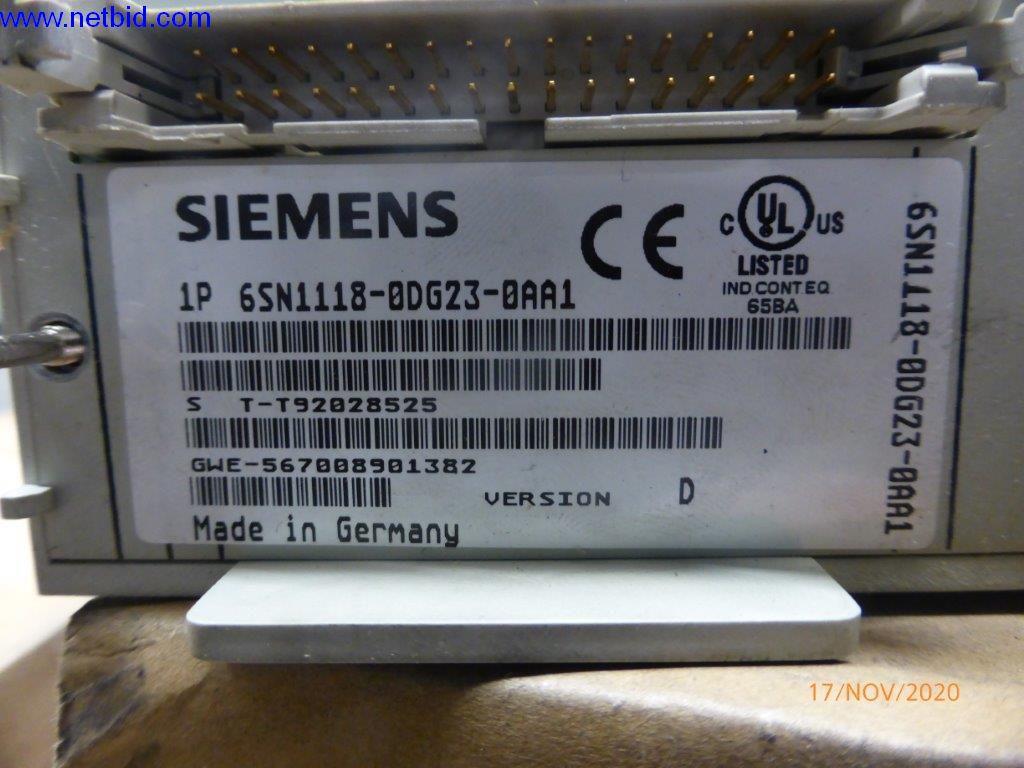 www.netbid.com
SIEMENS
CE
C UL US
LISTED
IND CONT EQ
65BA
1P 6SN1118-0DG23-0AA1
S T-T92028525
GWE-567008901382
VERSION D
Made in Germany
6SN1118-0DG23-0AA1
17/NOV/2020